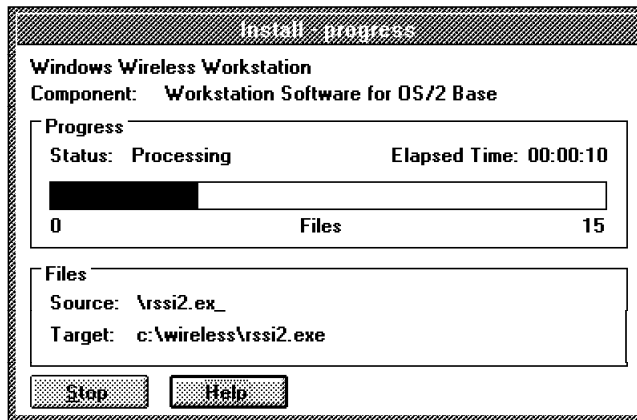 Install - progress
Windows Wireless Workstation
Component: Workstation Software for OS/2 Base
Progress
Status: Processing Elapsed Time: 00:00:10
0 Files 15
Files
Source: \rssi2.ex_
Target: c:\wireless\rssi2.exe
Stop Help